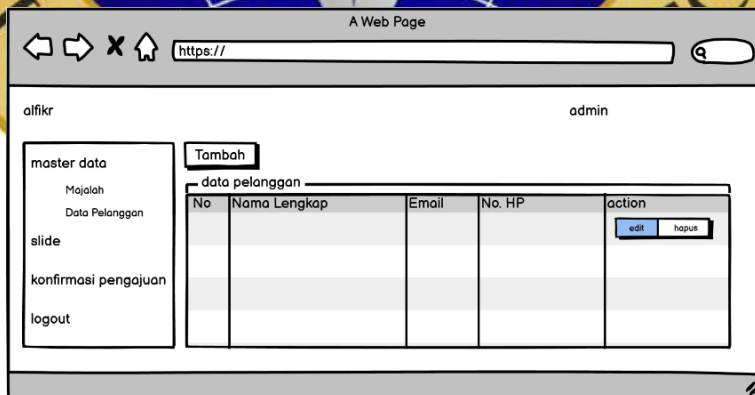 A Web Page
https://
alfikr
admin
master data
Majalah
Data Pelanggan
slide
konfirmasi pengajuan
logout
Tambah
data pelanggan
No Nama Lengkap Email No. HP action
edit hapus